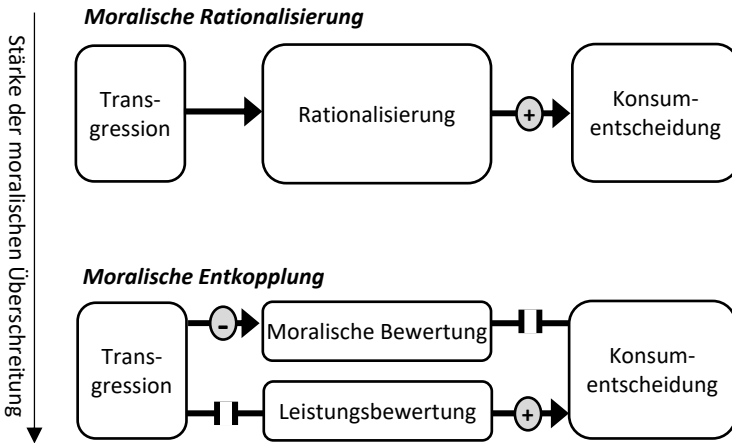 Stärke der moralischen Überschreitung
Moralische Rationalisierung
Trans-
gression
Rationalisierung
+
Konsum-
entscheidung
Moralische Entkopplung
Trans-
gression
-
Moralische Bewertung
Leistungsbewertung
+
Konsum-
entscheidung